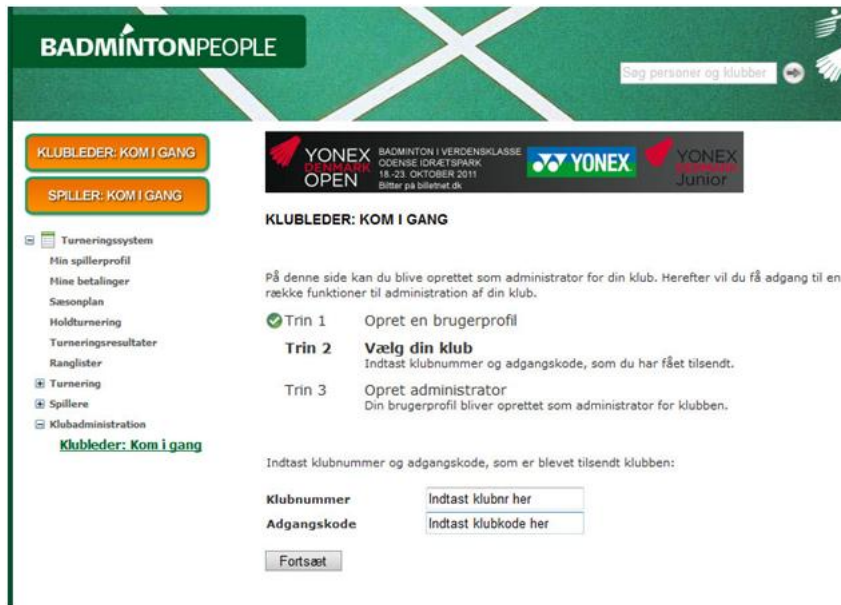 BADMINTONPEOPLE
Søg personer og klubber
KLUBLEDER: KOM I GANG
SPILLER: KOM I GANG
Turneringssystem
Min spillerprofil
Mine betalinger
Sæsonplan
Holdturnering
Turneringsresultater
Ranglister
Turnering
Spillere
Klubadministration
Klubleder: Kom i gang
YONEX
DENMARK
OPEN
BADMINTON I VERDENSKLASSE
ODENSE IDRÆTSPARK
18.-23. OKTOBER 2011
Billet på billetnet.dk
YONEX
YONEX
DENMARK
Junior
KLUBLEDER: KOM I GANG
På denne side kan du blive oprettet som administrator for din klub. Herefter vil du få adgang til en
række funktioner til administration af din klub.
Trin 1 Opret en brugerprofil
Trin 2 Vælg din klub
Indtast klubnummer og adgangskode, som du har fået tilsendt.
Trin 3 Opret administrator
Din brugerprofil bliver oprettet som administrator for klubben.
Indtast klubnummer og adgangskode, som er blevet tilsendt klubben:
Klubnummer Indtast klubnr her
Adgangskode Indtast klubkode her
Fortsæt